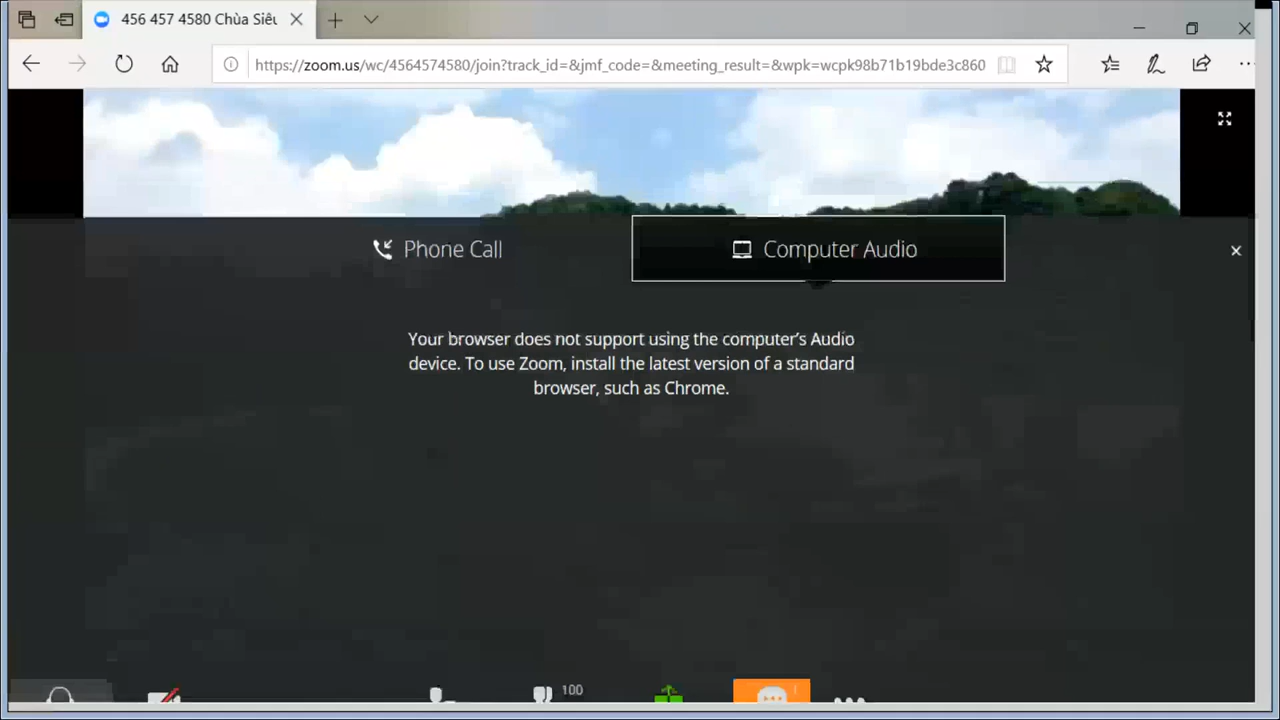 456 457 4580 Chùa Siêu
https://zoom.us/wc/4564574580/join?track_id=&jmf_code=&meeting_result=&wpk=wcpk98b71b19bde3c860
Phone Call
Computer Audio
Your browser does not support using the computer’s Audio
device. To use Zoom, install the latest version of a standard
browser, such as Chrome.
100